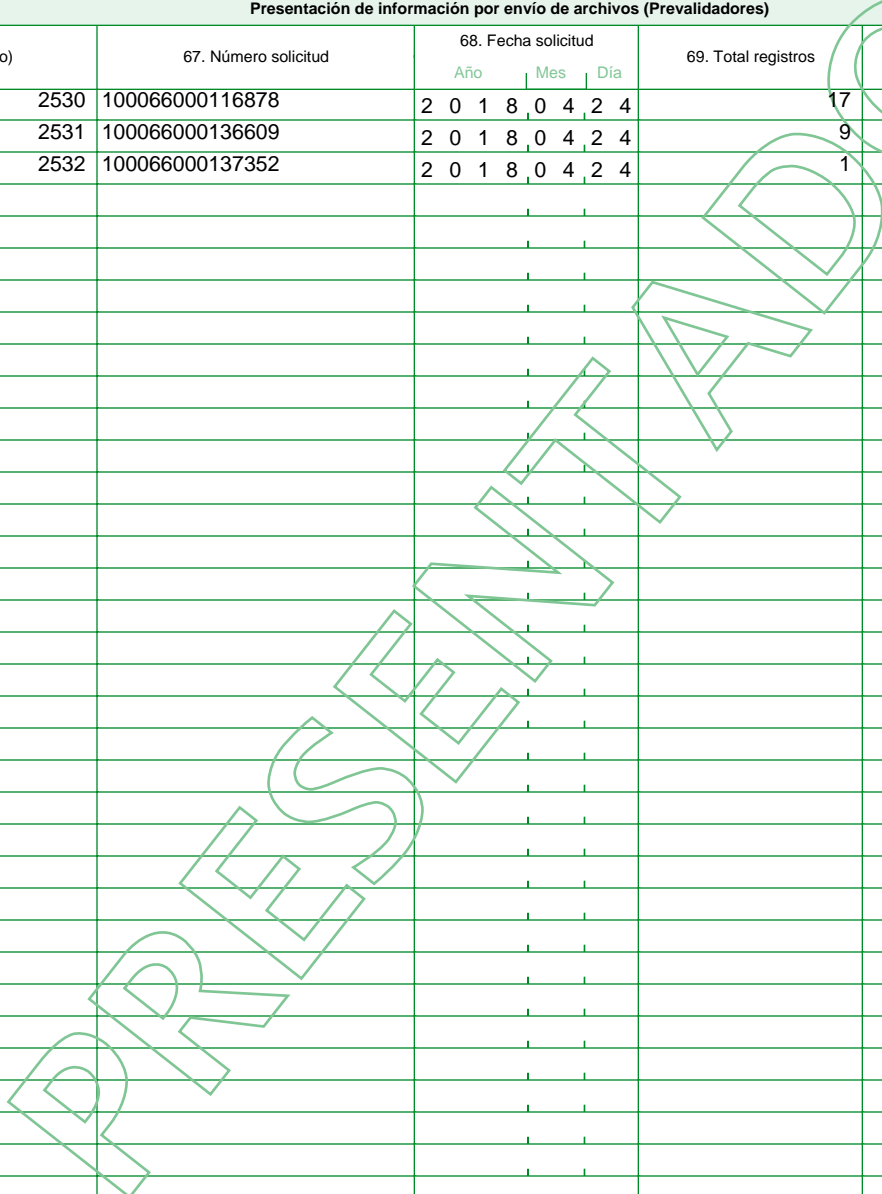 Presentación de información por envío de archivos (Prevalidadores)
o) 67. Número solicitud 68. Fecha solicitud 69. Total registros
Año Mes Día
2530 100066000116878 2 0 1 8 0 4 2 4 17
2531 100066000136609 2 0 1 8 0 4 2 4 9
2532 100066000137352 2 0 1 8 0 4 2 4 1
PRESENTADO